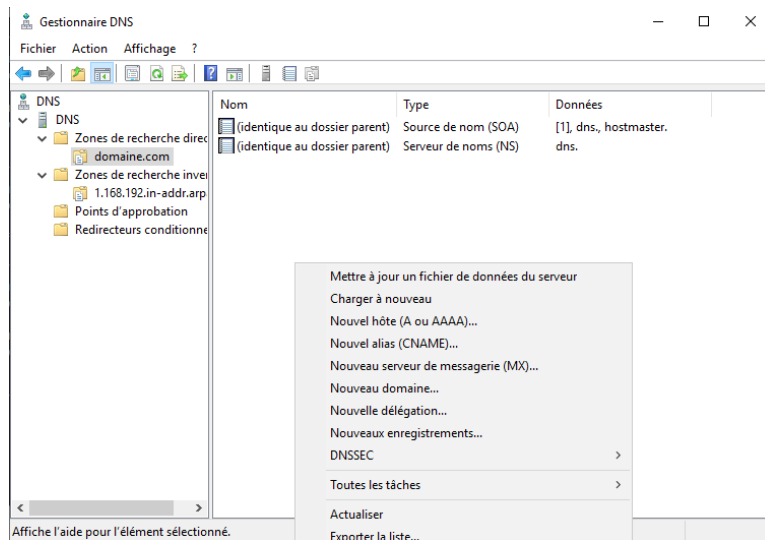 Gestionnaire DNS
Fichier Action Affichage ?
DNS
DNS
Zones de recherche direc
domaine.com
Zones de recherche inver
1.168.192.in-addr.arp
Points d'approbation
Redirecteurs conditionne
Nom Type Données
(identique au dossier parent) Source de nom (SOA) [1], dns., hostmaster.
(identique au dossier parent) Serveur de noms (NS) dns.
Mettre à jour un fichier de données du serveur
Charger à nouveau
Nouvel hôte (A ou AAAA)...
Nouvel alias (CNAME)...
Nouveau serveur de messagerie (MX)...
Nouveau domaine...
Nouvelle délégation...
Nouveaux enregistrements...
DNSSEC
Toutes les tâches
Actualiser
Exporter la liste...
Affiche l'aide pour l'élément sélectionné.